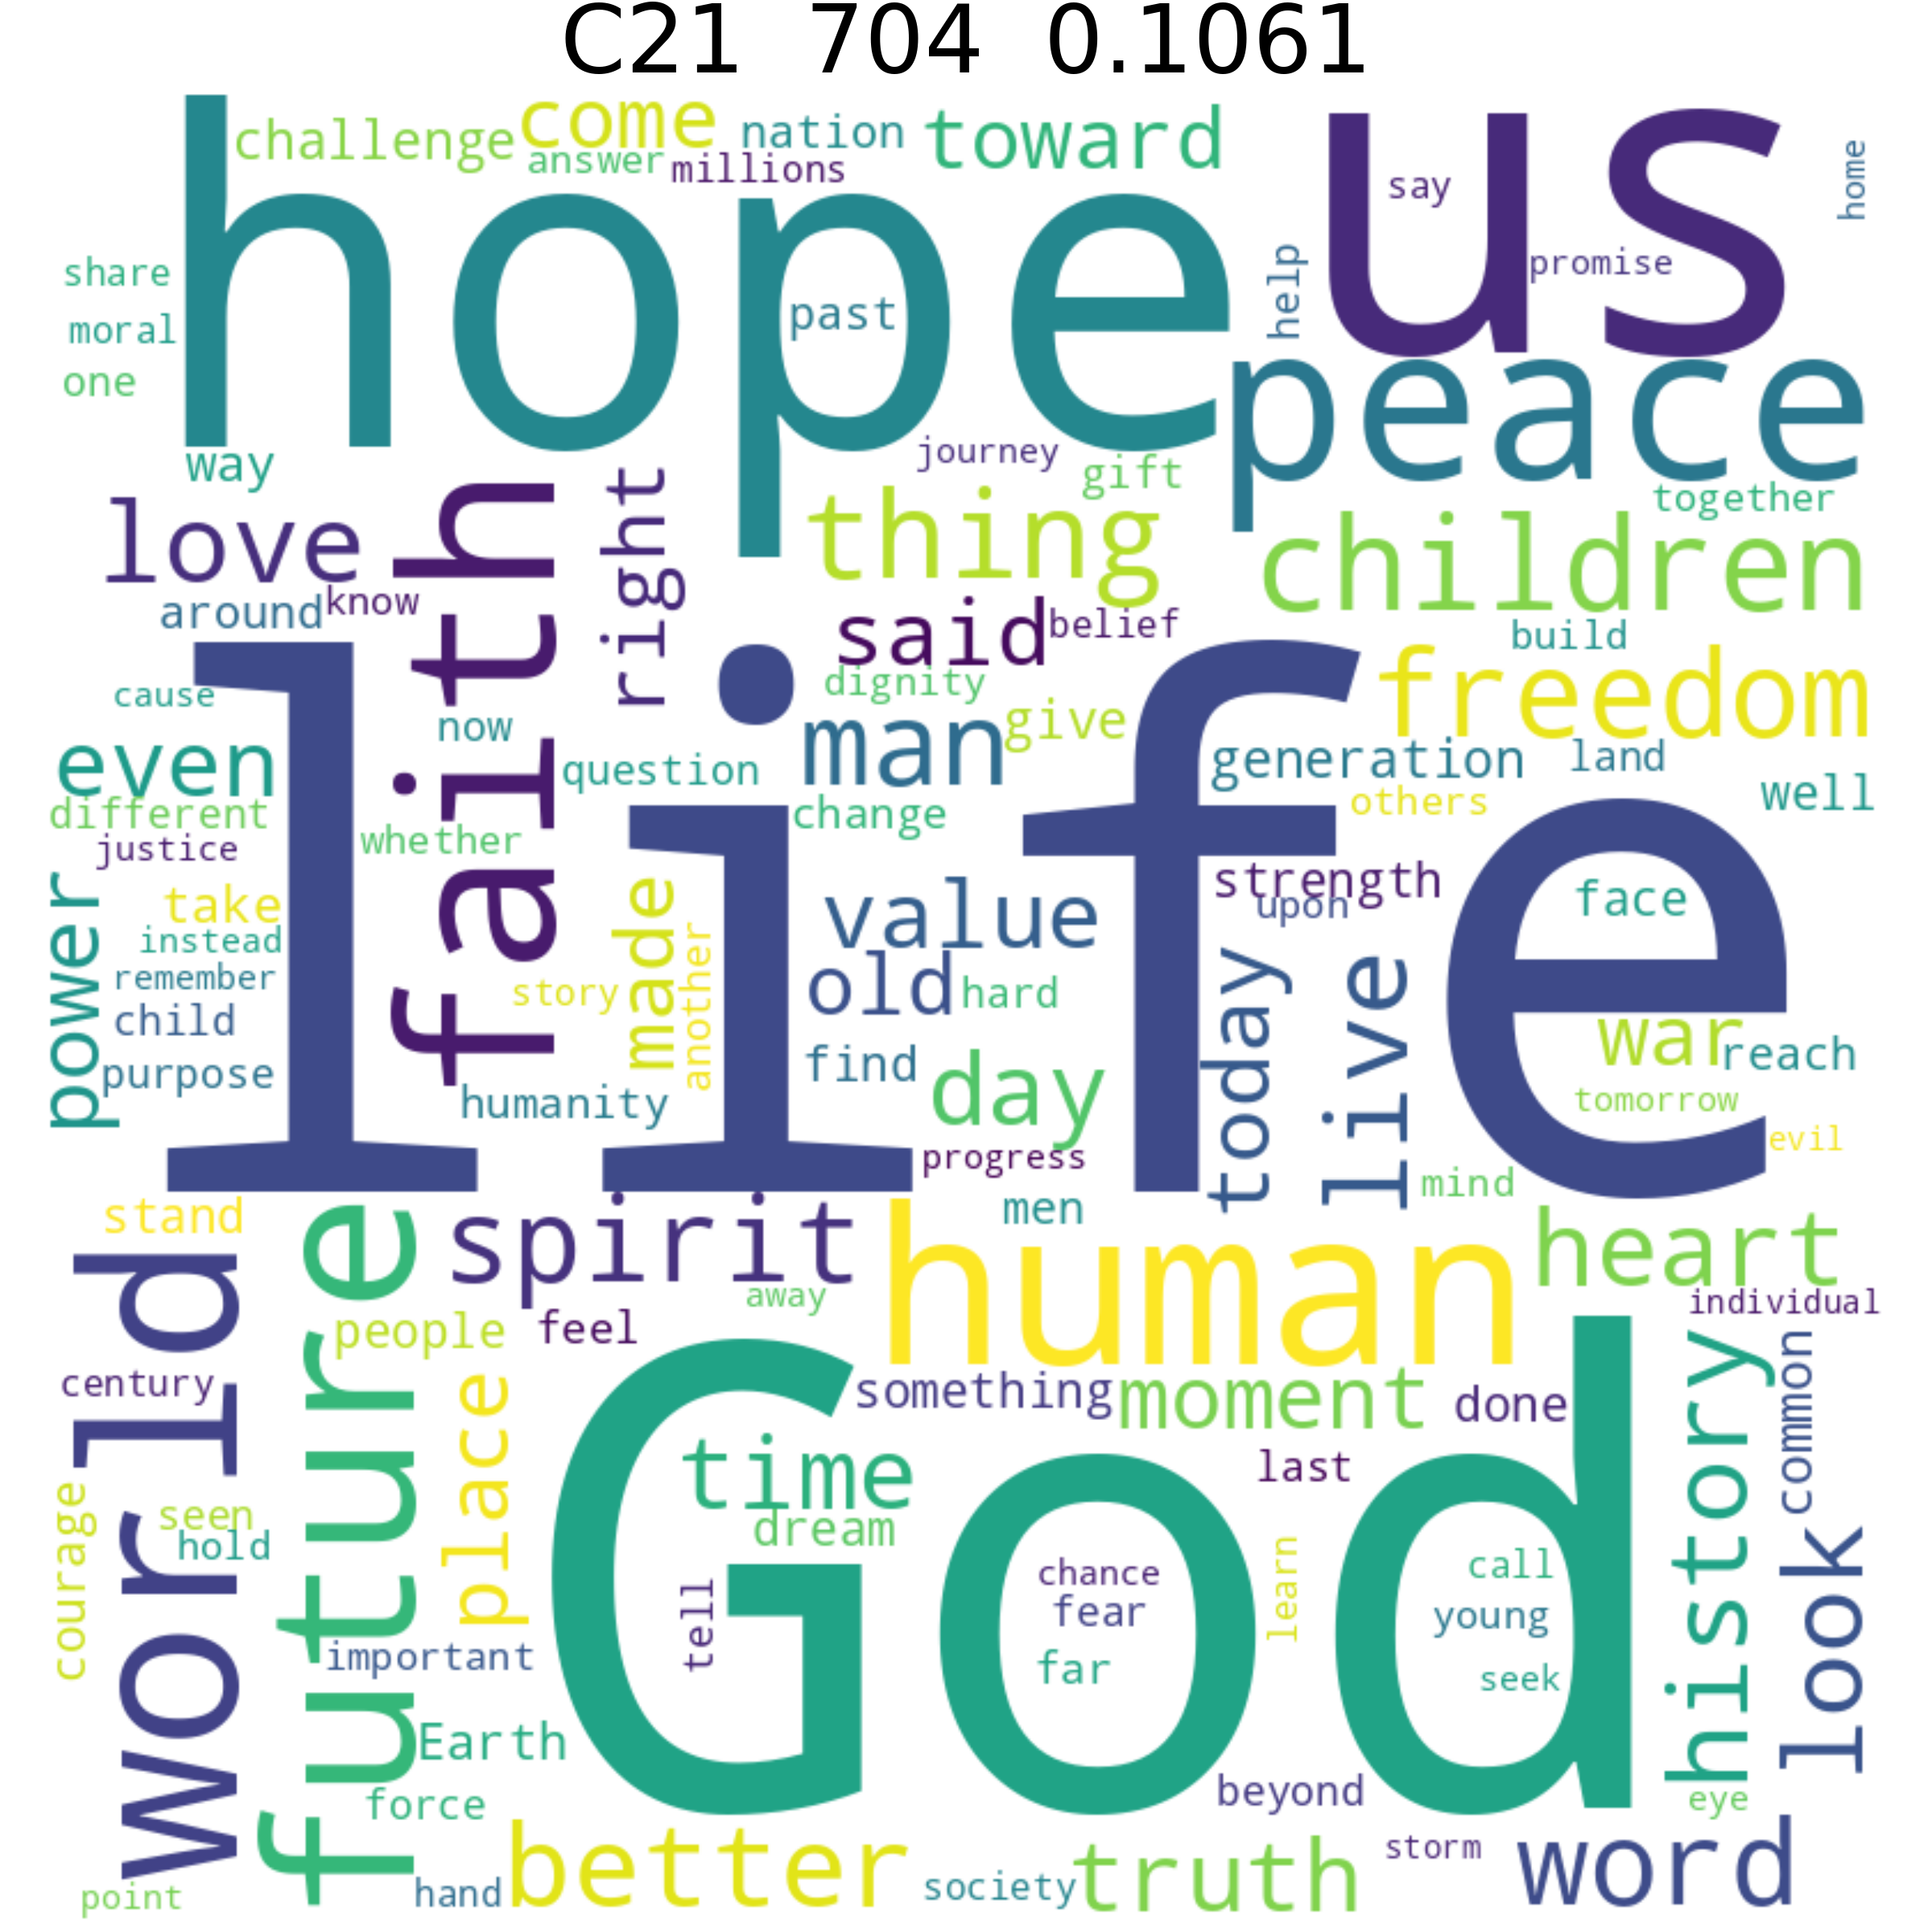 C21 704 0.1061
challenge come nation toward
answer millions
hope us
say
home
share
help
promise
moral
past
one
peace
journey
way
gift
together
love
faith
right
thing
children
around know
said belief
build
cause
dignity
freedom
now
man give
even
question
generation land
different
change
others
well
justice
whether
life
power
take
made
value
strength
upon
face
instead
another
remember
story
old hard
today
live
child
war reach
purpose
find
day
humanity
tomorrow
progress
evil
stand
men
mind
world
future
spirit
human
heart
away
people feel
individual
century
place
something moment done
history
common
God
time
last
courage
seen
dream
hold
look
chance
learn
call
tell
fear
young
important
far
seek
Earth
force
beyond
eye
better
truth storm word
point hand society